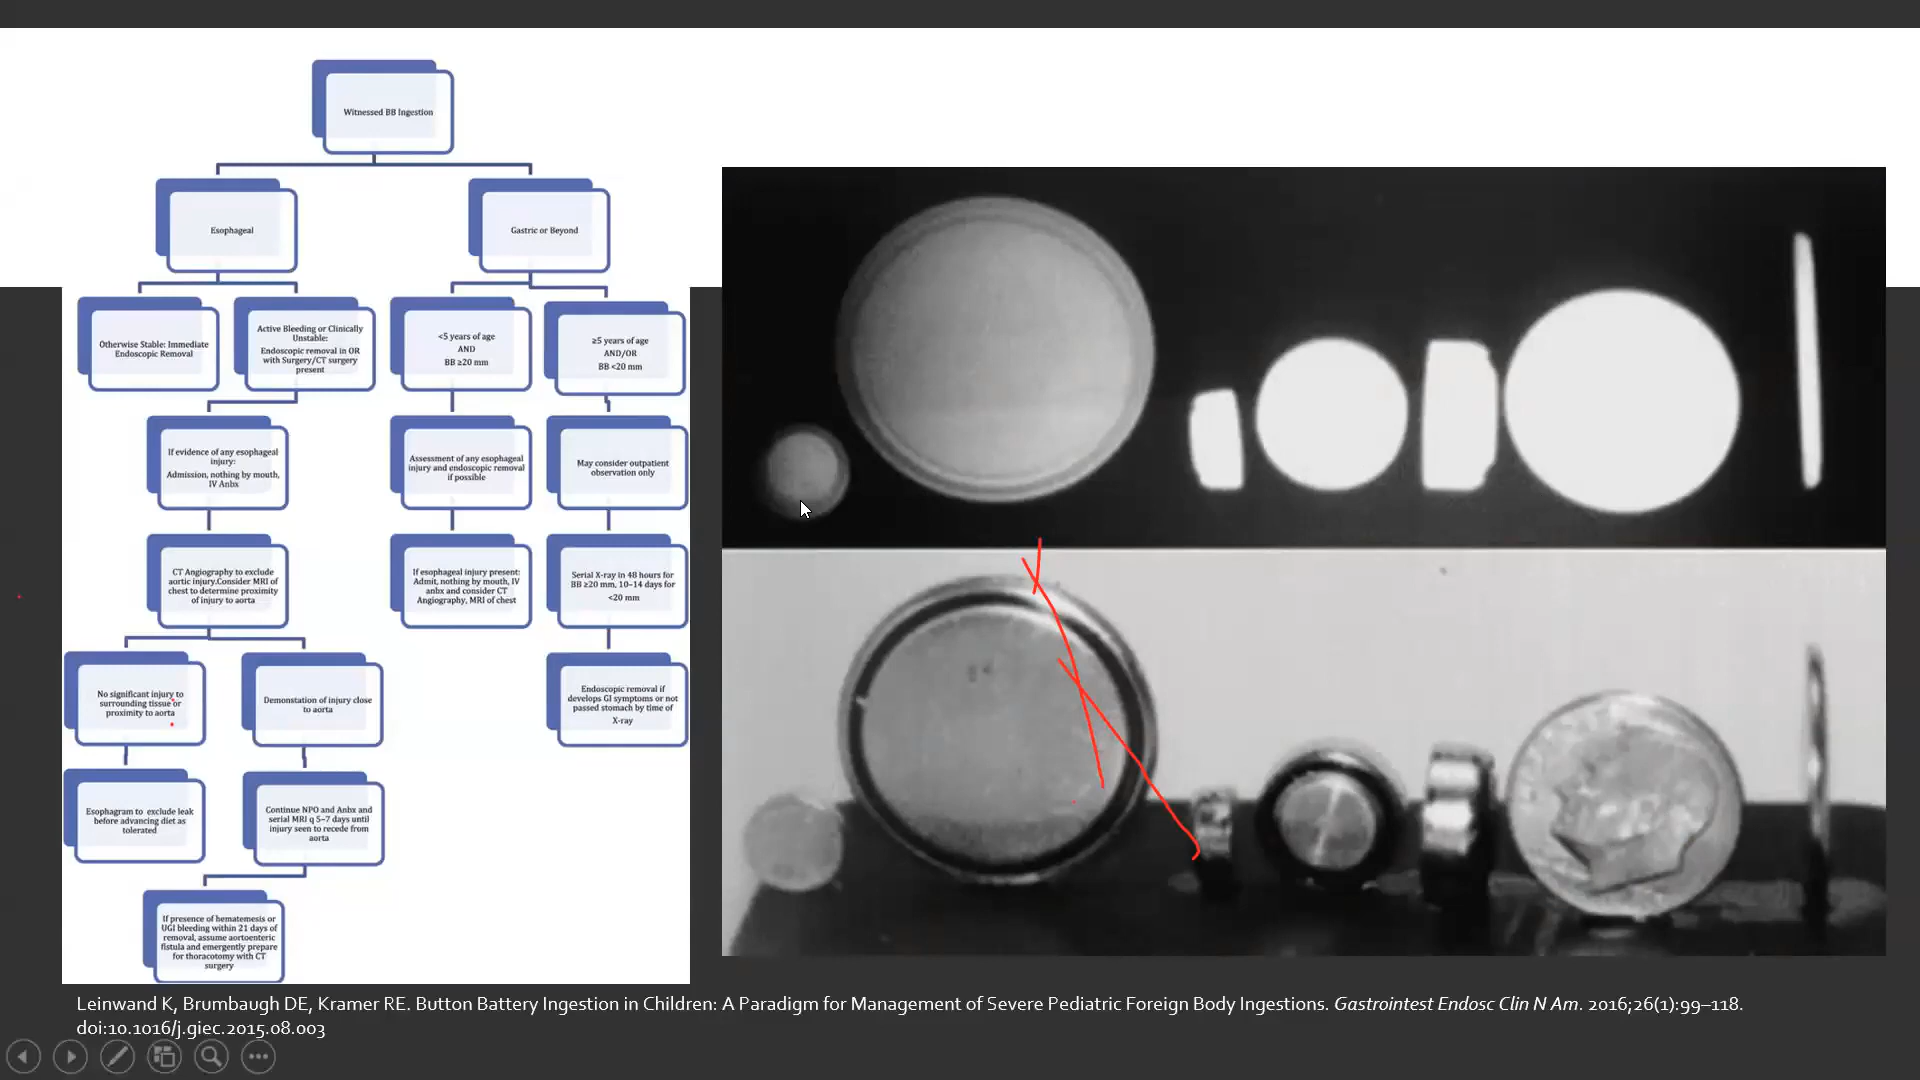 Witnessed BB Ingestion
Esophageal
Gastric or Beyond
Otherwise Stable: Immediate
Endoscopic Removal
Active Bleeding or Clinically
Unstable:
Endoscopic removal in OR
with Surgery/CT surgery
present
<5 years of age
AND
BB ≥20 mm
≥5 years of age
AND/OR
BB <20 mm
If evidence of any esophageal
injury:
Admission, nothing by mouth,
IV Anbx
Assessment of any esophageal
injury and endoscopic removal
if possible
May consider outpatient
observation only
CT Angiography to exclude
aortic injury.Consider MRI of
chest to determine proximity
of injury to aorta
If esophageal injury present:
Admit, nothing by mouth, IV
anbx and consider CT
Angiography, MRI of chest
Serial X-ray in 48 hours for
BB ≥20 mm, 10-14 days for
<20 mm
No significant injury to
surrounding tissue or
proximity to aorta
Demonstation of injury close
to aorta
Endoscopic removal if
develops GI symptoms or not
passed stomach by time of
X-ray
Esophagram to exclude leak
before advancing diet as
tolerated
Continue NPO and Anbx and
serial MRI q 5-7 days until
injury seen to recede from
aorta
If presence of hematemesis or
UGI bleeding within 21 days of
removal, assume aortoenteric
fistula and emergently prepare
for thoracotomy with CT
surgery
Leinwand K, Brumbaugh DE, Kramer RE. Button Battery Ingestion in Children: A Paradigm for Management of Severe Pediatric Foreign Body Ingestions. Gastrointest Endosc Clin N Am. 2016;26(1):99–118.
doi:10.1016/j.giec.2015.08.003